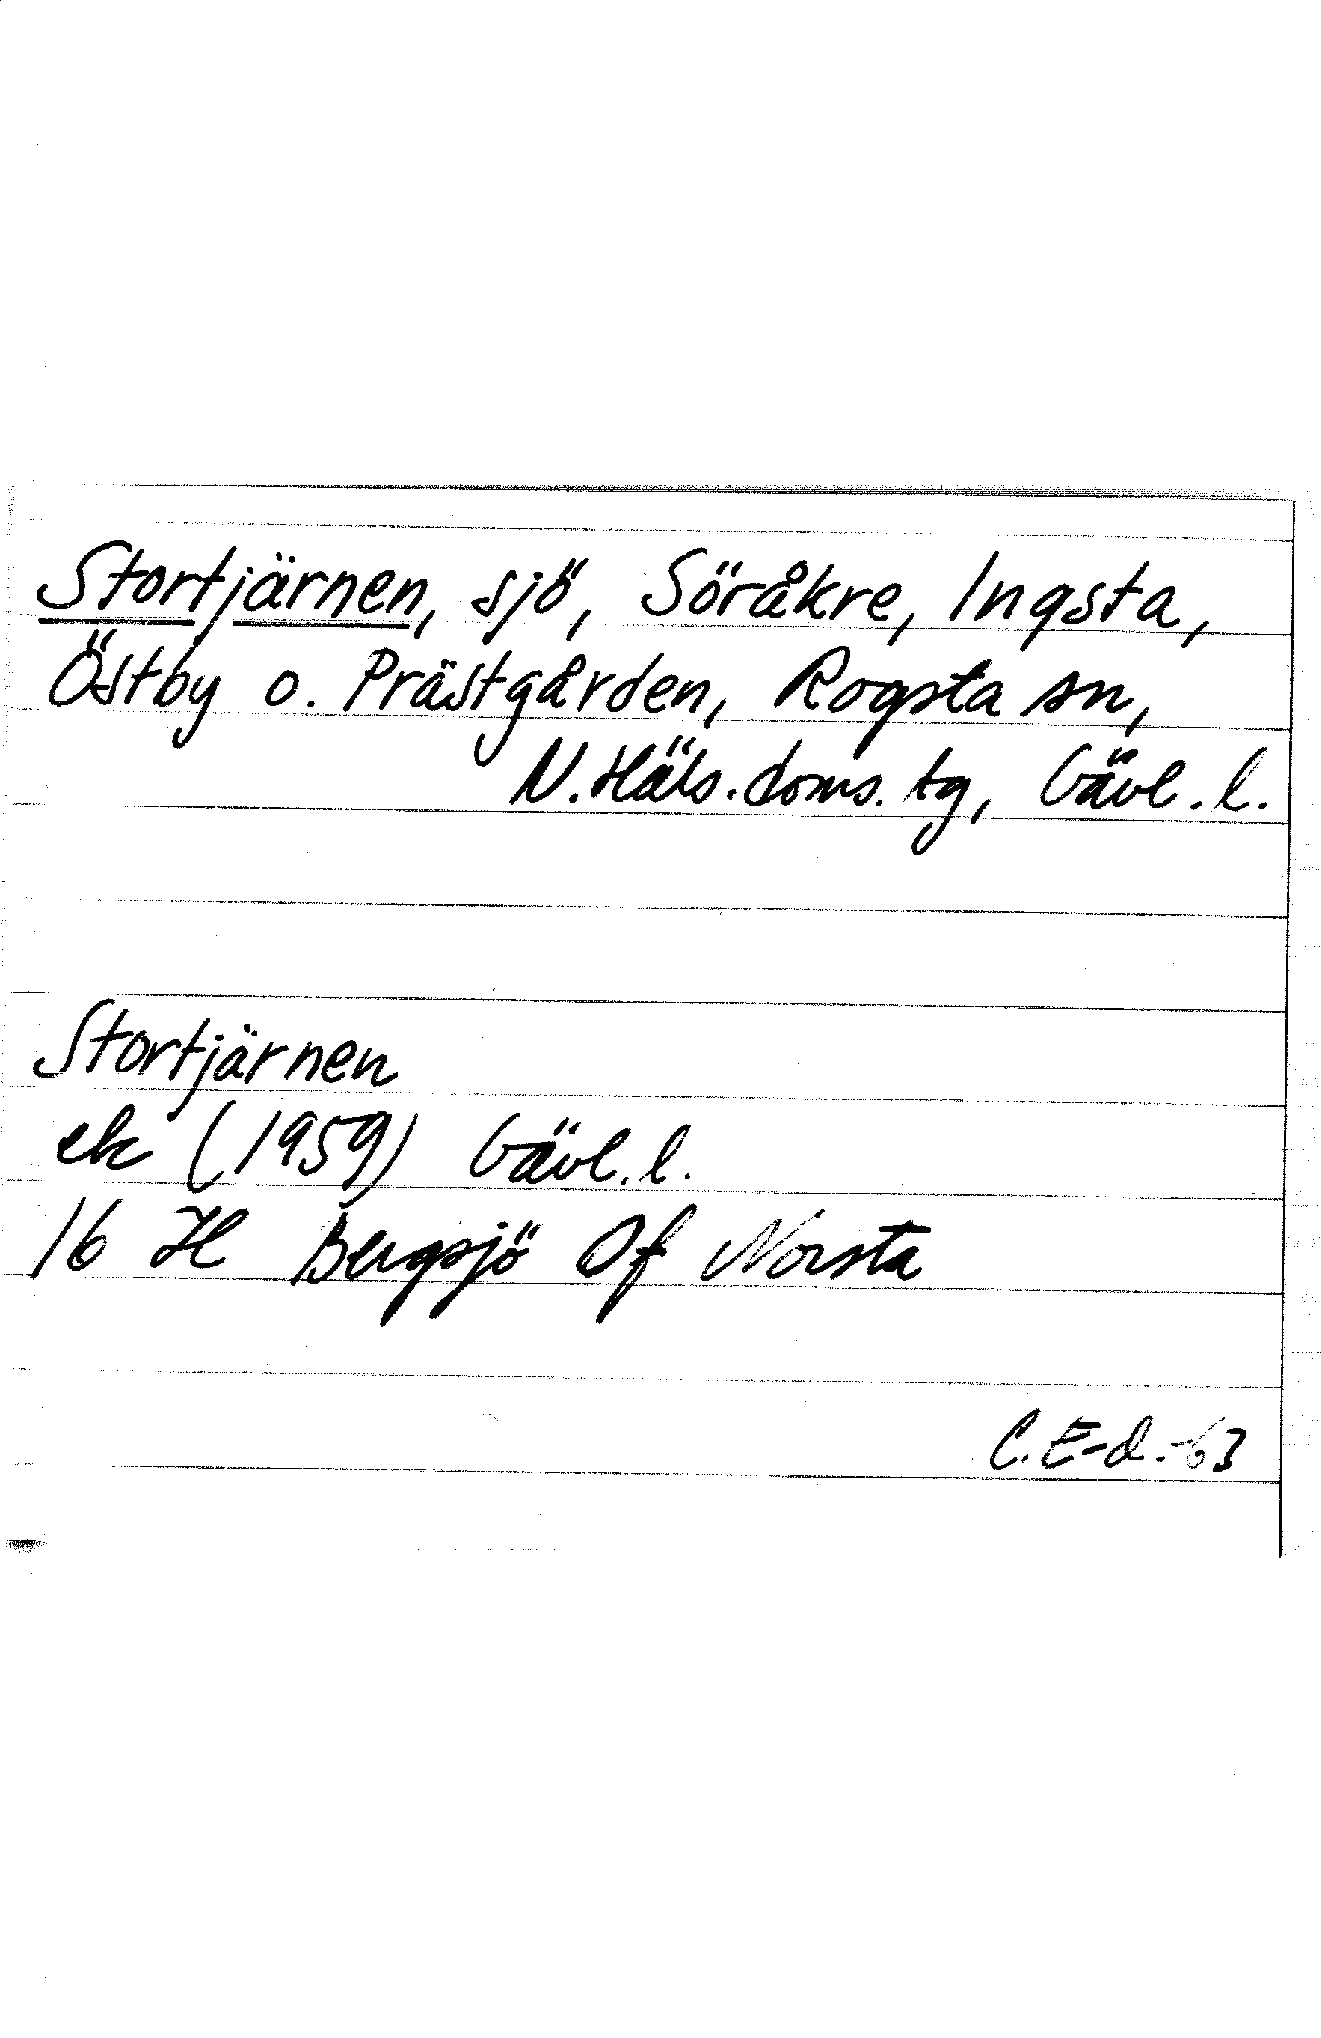 Stortjärnen, sjö, Söråkre, Ingsta,
Östby o. Prästgården, Rogsta sn,
N. Häls. doms. tg, Gävl. l.
Stortjärnen
ek (1959) Gävl. l.
16 H Bergsjö Of Norsta
C. E-d. -63